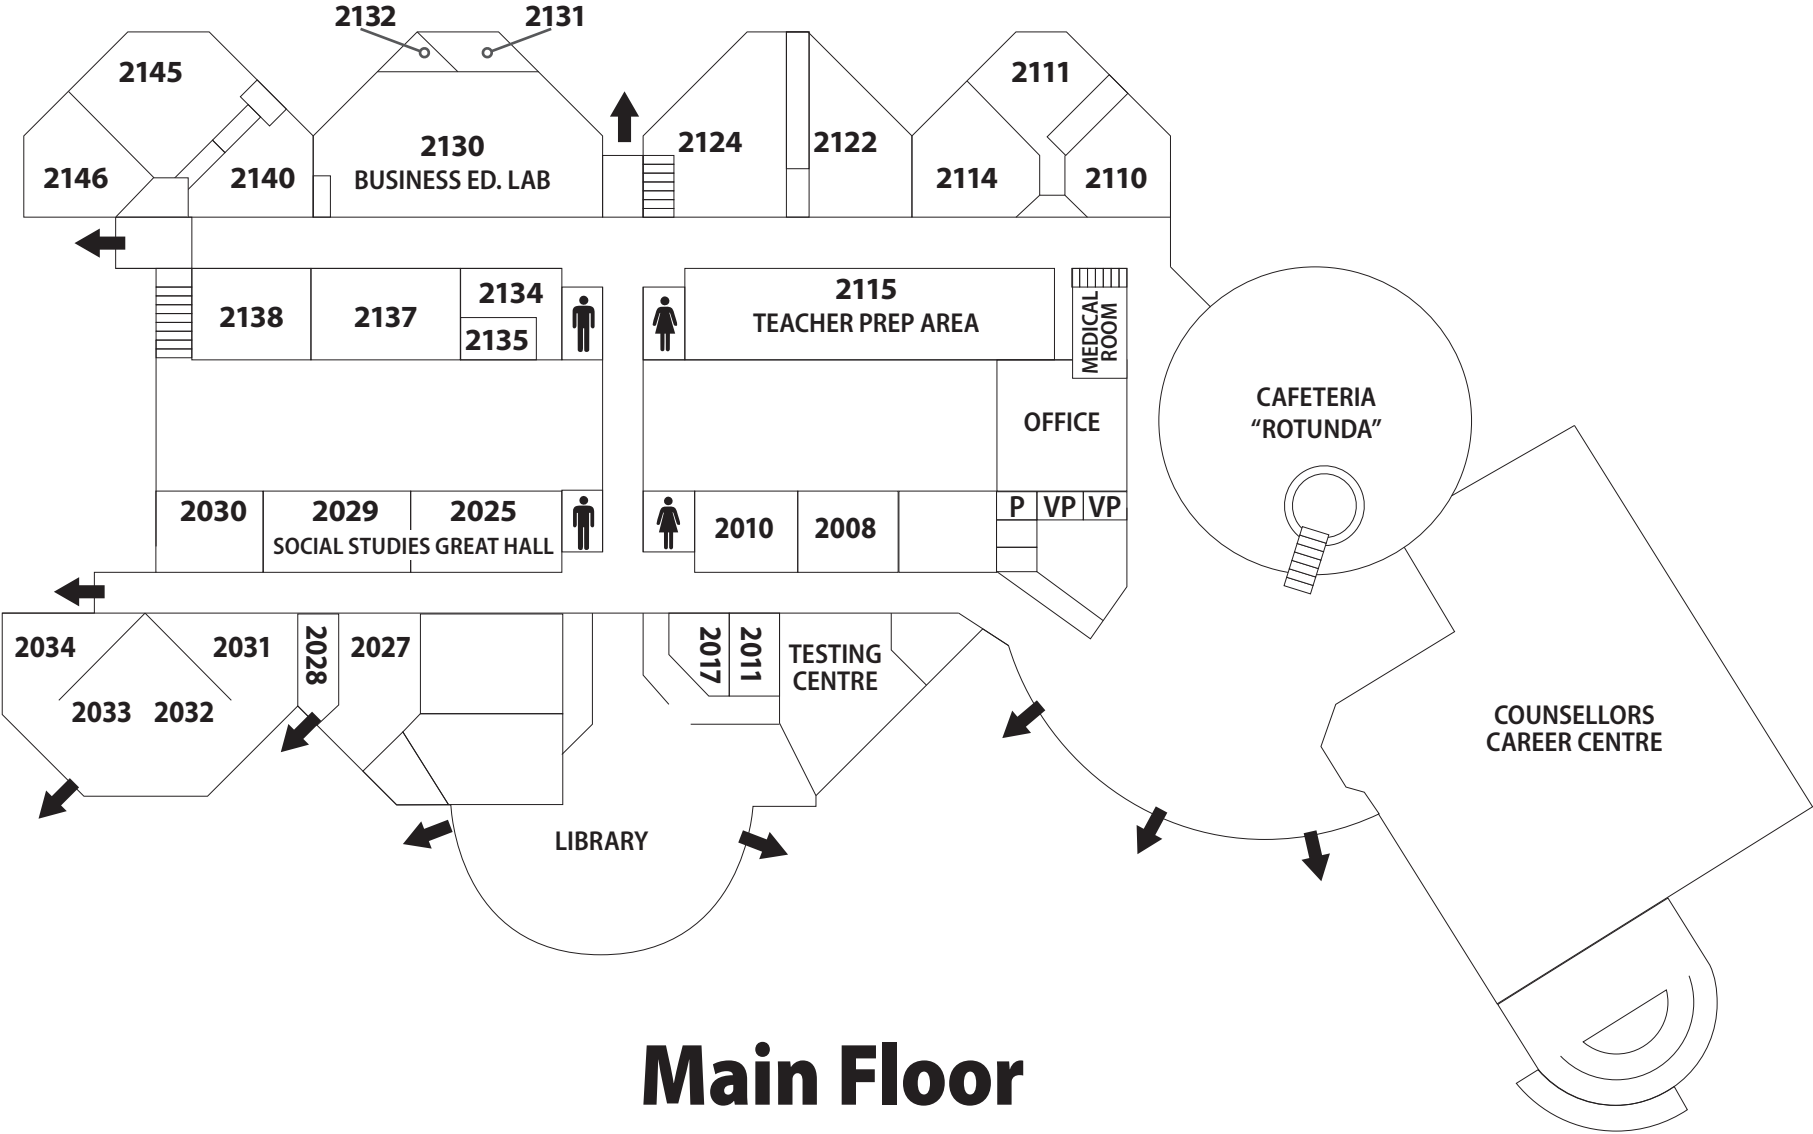 2132
2131
2145
2111
2130
BUSINESS ED. LAB
2124
2122
2146
2140
2114
2110
2138
2137
2134
2135
2115
TEACHER PREP AREA
MEDICAL
ROOM
CAFETERIA
“ROTUNDA”
OFFICE
P
VP
VP
2030
2029
2025
SOCIAL STUDIES GREAT HALL
2010
2008
2034
2031
2033
2032
2028
2027
2017
2011
TESTING
CENTRE
COUNSELLORS
CAREER CENTRE
LIBRARY
Main Floor